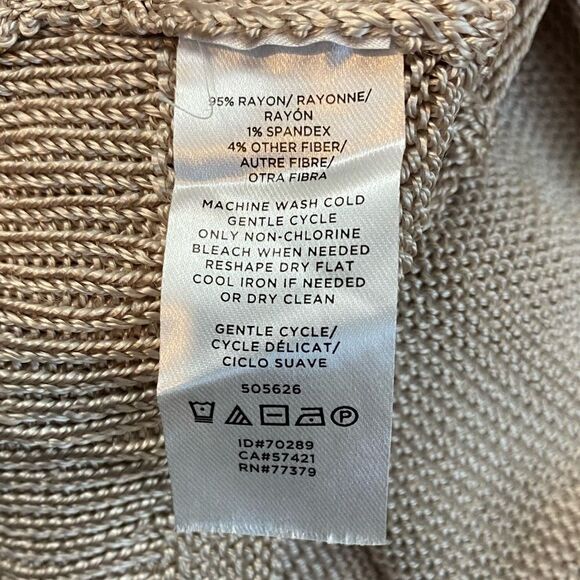 95% RAYON/ RAYONNE/
RAYÓN
1% SPANDEX
4% OTHER FIBER/
AUTRE FIBRE/
OTRA FIBRA
MACHINE WASH COLD
GENTLE CYCLE
ONLY NON-CHLORINE
BLEACH WHEN NEEDED
RESHAPE DRY FLAT
COOL IRON IF NEEDED
OR DRY CLEAN
GENTLE CYCLE/
CYCLE DÉLICAT/
CICLO SUAVE
505626
P
ID#70289
CA#57421
RN#77379